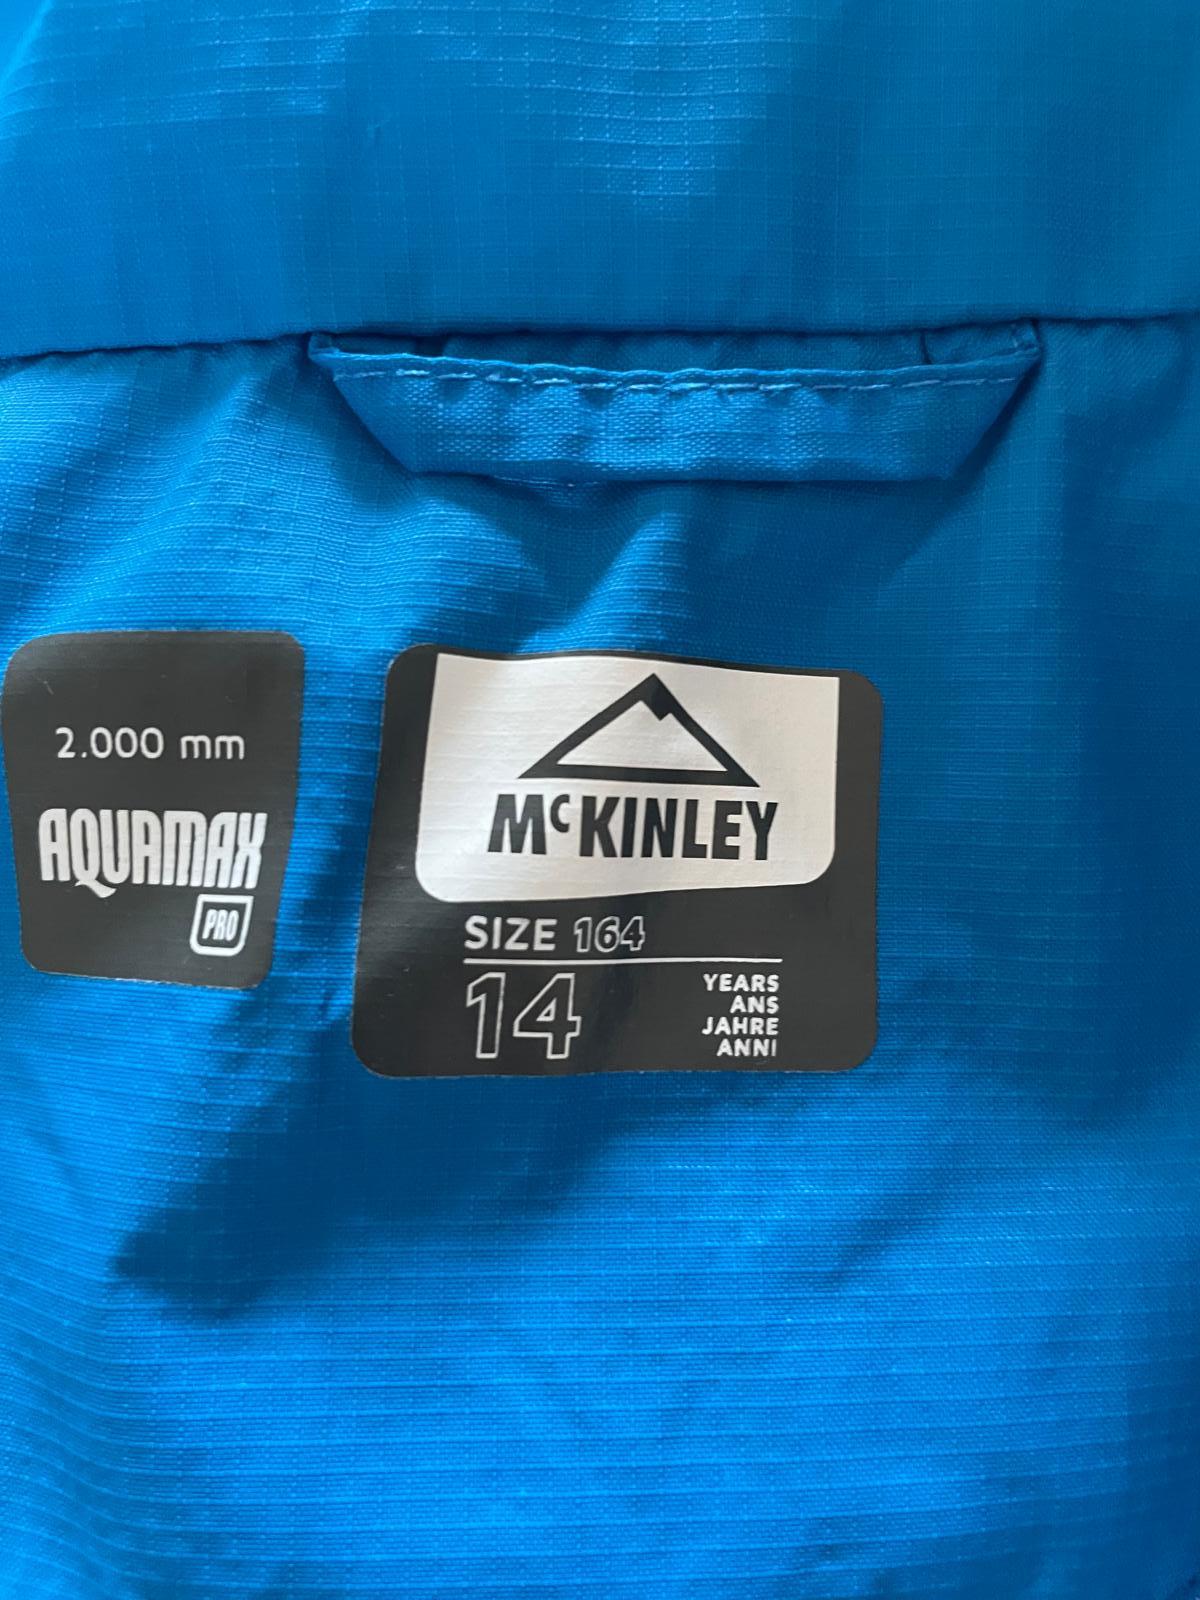 2.000 mm
AQUAMAX
PRO
McKINLEY
SIZE 164
14
YEARS
ANS
JAHRE
ANNI